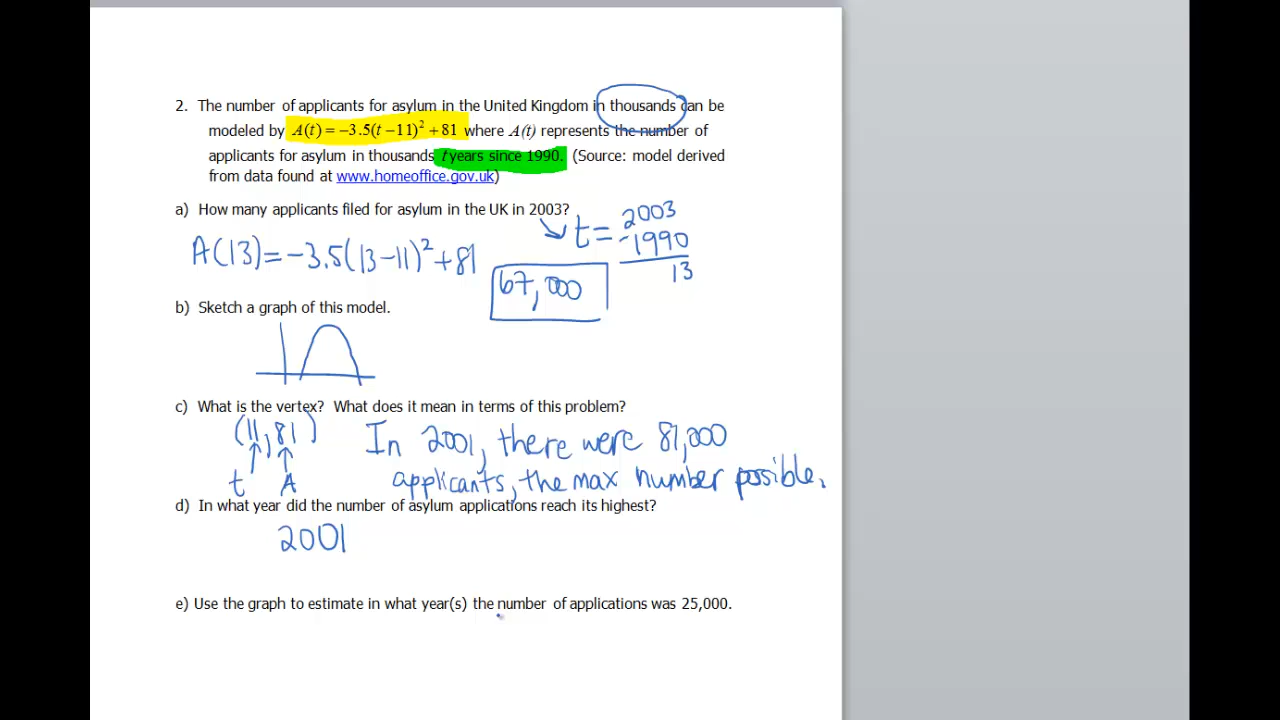 2. The number of applicants for asylum in the United Kingdom in thousands can be
modeled by A(t) = −3.5(t −11)² + 81 where A(t) represents the number of
applicants for asylum in thousands t years since 1990. (Source: model derived
from data found at www.homeoffice.gov.uk)
a) How many applicants filed for asylum in the UK in 2003?
t = 2003
-1990
13
A(13) = -3.5(13-11)² + 81
67,000
b) Sketch a graph of this model.
c) What is the vertex? What does it mean in terms of this problem?
(11, 81) In 2001, there were 81,000
t A applicants, the max number possible.
d) In what year did the number of asylum applications reach its highest?
2001
e) Use the graph to estimate in what year(s) the number of applications was 25,000.